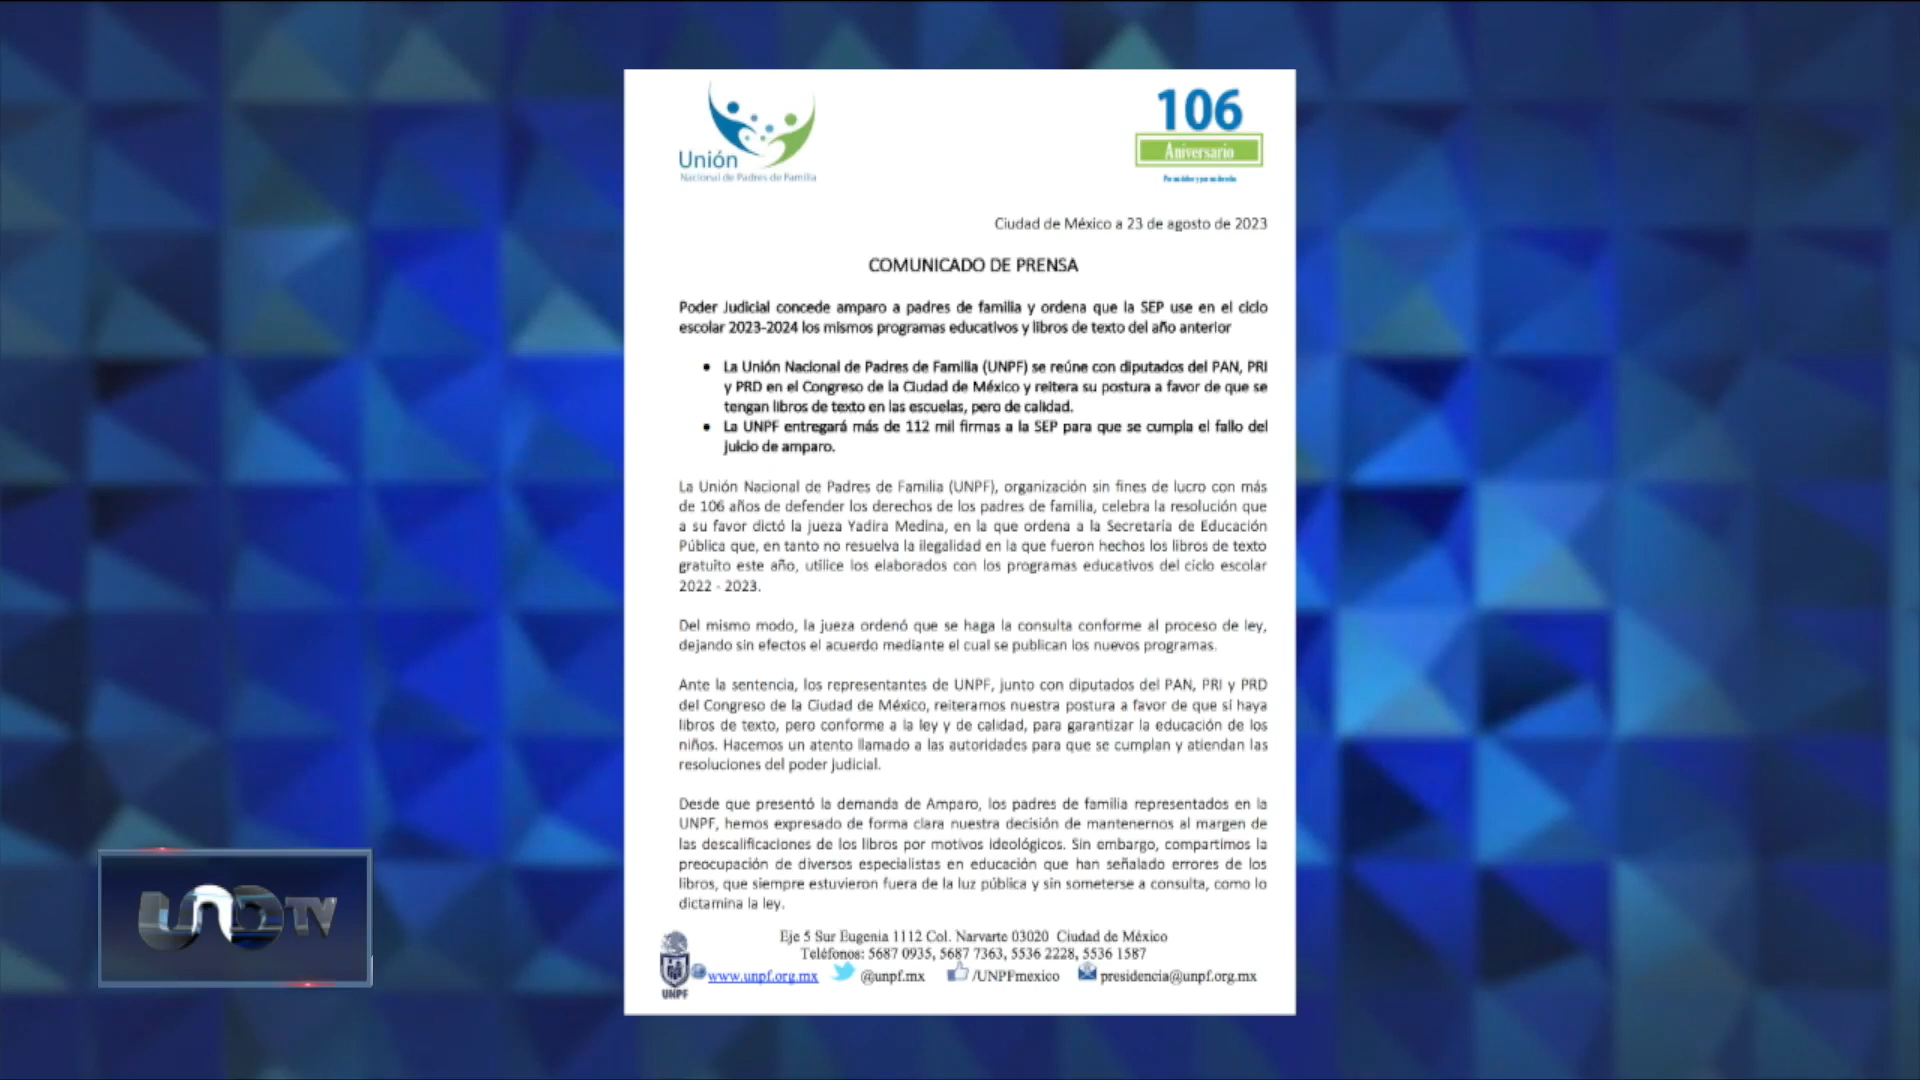 Unión
Nacional de Padres de Familia
106
Aniversario
Por un deber y por un derecho
Ciudad de México a 23 de agosto de 2023
COMUNICADO DE PRENSA
Poder Judicial concede amparo a padres de familia y ordena que la SEP use en el ciclo
escolar 2023-2024 los mismos programas educativos y libros de texto del año anterior
• La Unión Nacional de Padres de Familia (UNPF) se reúne con diputados del PAN, PRI
y PRD en el Congreso de la Ciudad de México y reitera su postura a favor de que se
tengan libros de texto en las escuelas, pero de calidad.
• La UNPF entregará más de 112 mil firmas a la SEP para que se cumpla el fallo del
juicio de amparo.
La Unión Nacional de Padres de Familia (UNPF), organización sin fines de lucro con más
de 106 años de defender los derechos de los padres de familia, celebra la resolución que
a su favor dictó la jueza Yadira Medina, en la que ordena a la Secretaría de Educación
Pública que, en tanto no resuelva la ilegalidad en la que fueron hechos los libros de texto
gratuito este año, utilice los elaborados con los programas educativos del ciclo escolar
2022 - 2023.
Del mismo modo, la jueza ordenó que se haga la consulta conforme al proceso de ley,
dejando sin efectos el acuerdo mediante el cual se publican los nuevos programas.
Ante la sentencia, los representantes de UNPF, junto con diputados del PAN, PRI y PRD
del Congreso de la Ciudad de México, reiteramos nuestra postura a favor de que sí haya
libros de texto, pero conforme a la ley y de calidad, para garantizar la educación de los
niños. Hacemos un atento llamado a las autoridades para que se cumplan y atiendan las
resoluciones del poder judicial.
Desde que presentó la demanda de Amparo, los padres de familia representados en la
UNPF, hemos expresado de forma clara nuestra decisión de mantenernos al margen de
las descalificaciones de los libros por motivos ideológicos. Sin embargo, compartimos la
preocupación de diversos especialistas en educación que han señalado errores de los
libros, que siempre estuvieron fuera de la luz pública y sin someterse a consulta, como lo
dictamina la ley.
Eje 5 Sur Eugenia 1112 Col. Narvarte 03020 Ciudad de México
Teléfonos: 5687 0935, 5687 7363, 5536 2228, 5536 1587
www.unpf.org.mx @unpf.mx /UNPFmexico presidencia@unpf.org.mx
UNPF
UNO TV